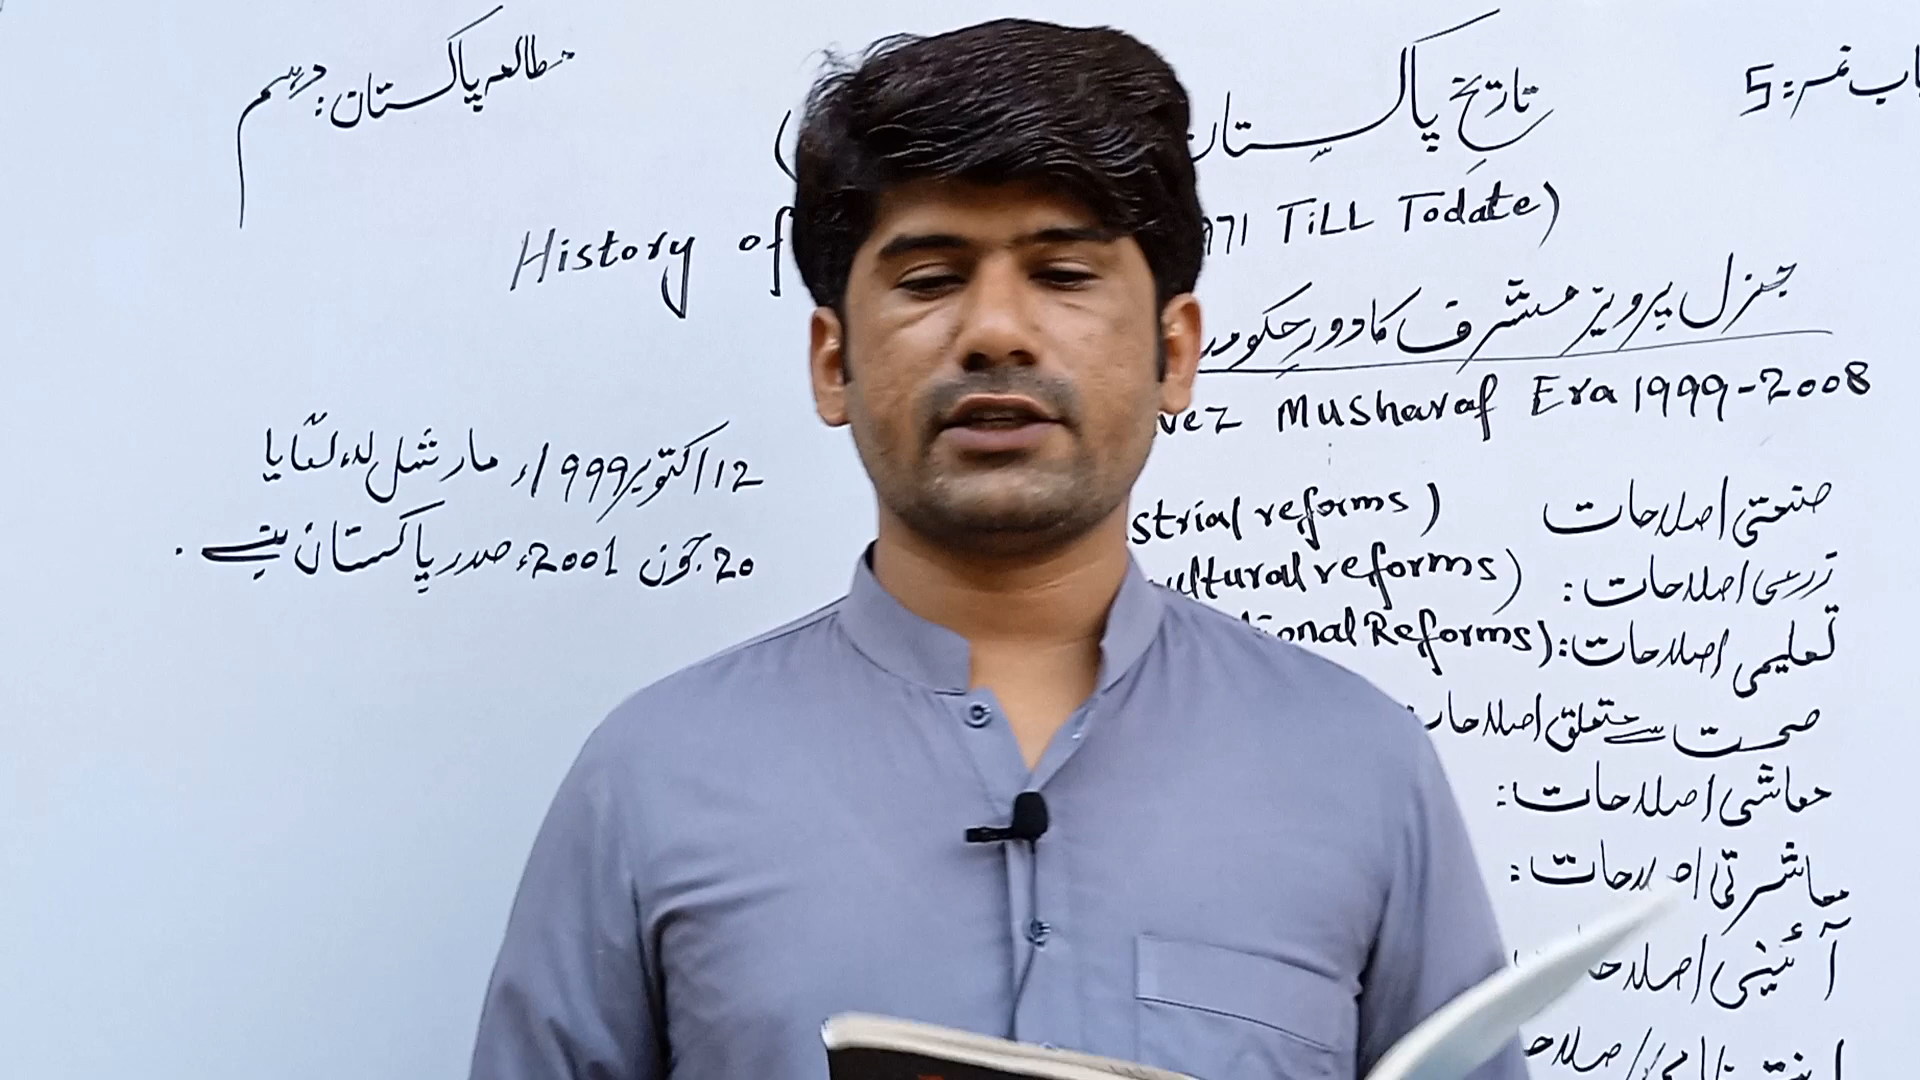 باب نمبر: 5
تاریخِ پاکستان
مطالعہ پاکستان: دہم
History of 971 TiLL Todate)
جنرل پرویز مشرف کا دورِ حکومت
vez Musharaf Era 1999-2008
12 اکتوبر 1999ء مارشل لاء لگایا
20 جون 2001ء صدر پاکستان بنے۔
صنعتی اصلاحات strial reforms)
زرعی اصلاحات: ultural reforms)
تعلیمی اصلاحات: tional Reforms)
صحت سے متعلق اصلاحات
معاشی اصلاحات:
معاشرتی اصلاحات:
آئینی اصلاحا